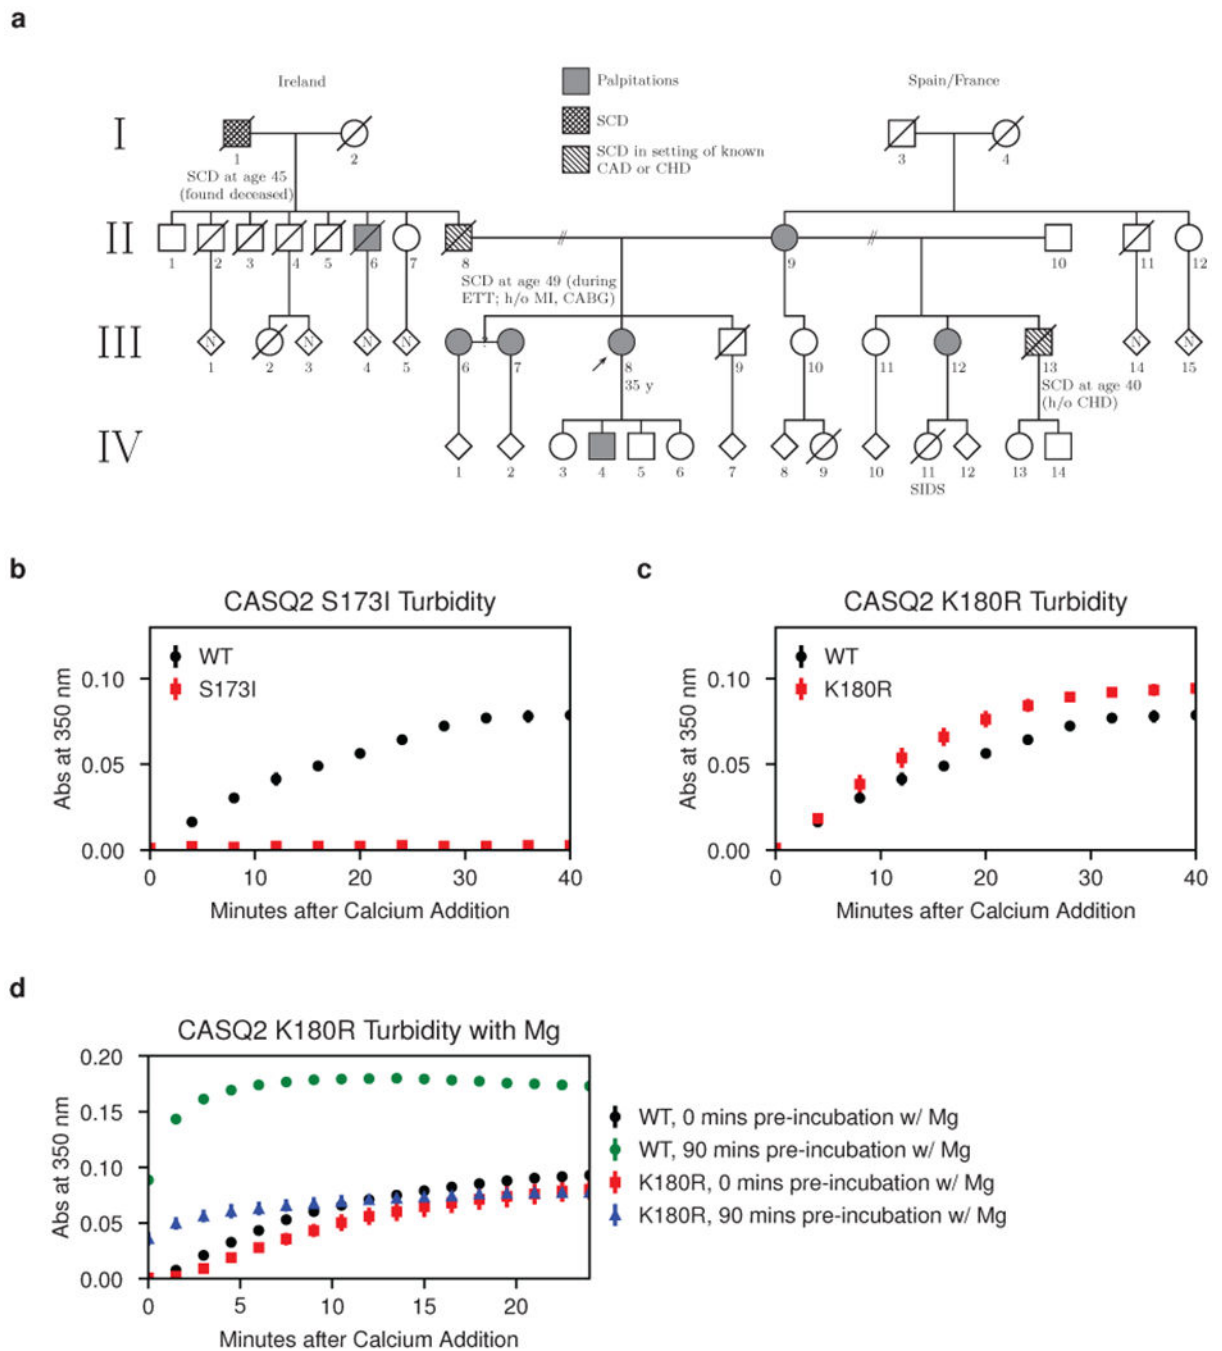 a
Ireland
Palpitations
Spain/France
SCD
SCD in setting of known
CAD or CHD
I
1 2 3 4
SCD at age 45
(found deceased)
II
1 2 3 4 5 6 7 8 9 10 11 12
SCD at age 49 (during
ETT; h/o MI, CABG)
III
N N N N ? N N
1 2 3 4 5 6 7 8 9 10 11 12 13 14 15
35 y
SCD at age 40
(h/o CHD)
IV
1 2 3 4 5 6 7 8 9 10 11 12 13 14
SIDS
b
CASQ2 S173I Turbidity
WT
S173I
Abs at 350 nm
0.10
0.05
0.00
0 10 20 30 40
Minutes after Calcium Addition
c
CASQ2 K180R Turbidity
WT
K180R
Abs at 350 nm
0.10
0.05
0.00
0 10 20 30 40
Minutes after Calcium Addition
d
CASQ2 K180R Turbidity with Mg
Abs at 350 nm
0.20
0.15
0.10
0.05
0.00
0 5 10 15 20
Minutes after Calcium Addition
WT, 0 mins pre-incubation w/ Mg
WT, 90 mins pre-incubation w/ Mg
K180R, 0 mins pre-incubation w/ Mg
K180R, 90 mins pre-incubation w/ Mg